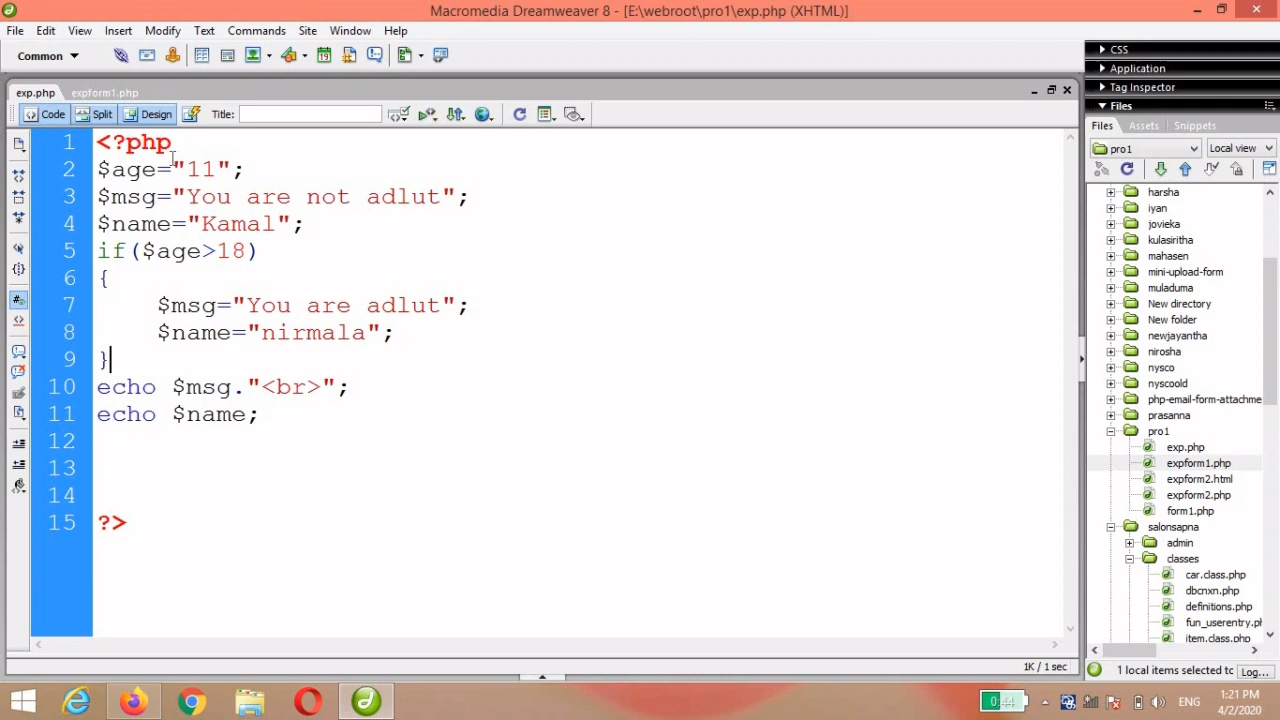 Macromedia Dreamweaver 8 - [E:\webroot\pro1\exp.php (XHTML)]
File Edit View Insert Modify Text Commands Site Window Help
Common
CSS
Application
Tag Inspector
Files
exp.php expform1.php
Code Split Design Title:
Files Assets Snippets
pro1 Local view
1 <?php
2 $age="11";
3 $msg="You are not adlut";
4 $name="Kamal";
5 if($age>18)
6 {
7 $msg="You are adlut";
8 $name="nirmala";
9 }
10 echo $msg."<br>";
11 echo $name;
12
13
14
15 ?>
harsha
iyan
jovieka
kulasiritha
mahasen
mini-upload-form
muladuma
New directory
New folder
newjayantha
nirosha
nysco
nyscoold
php-email-form-attachme
prasanna
pro1
exp.php
expform1.php
expform2.html
expform2.php
form1.php
salonsapna
admin
classes
car.class.php
dbcnxn.php
definitions.php
fun_userentry.ph
item.class.php
1K / 1 sec
1 local items selected to Log...
0:44 ENG
1:21 PM
4/2/2020